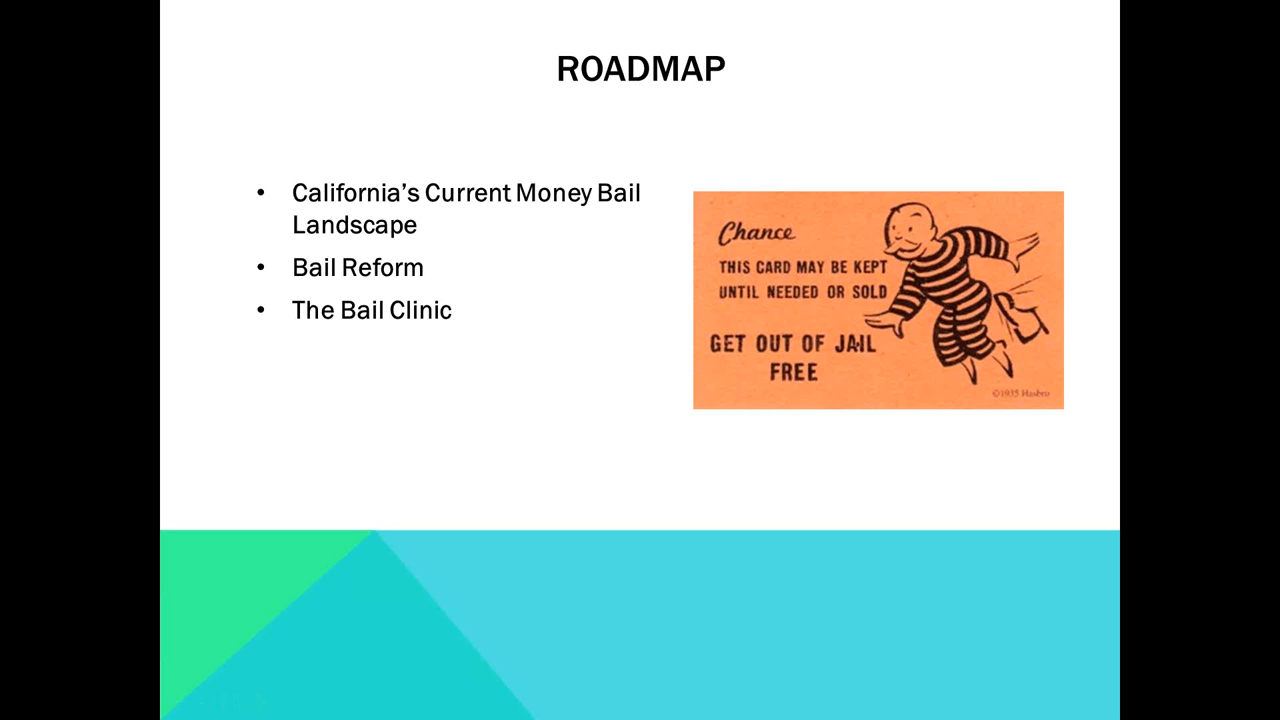 ROADMAP
• California’s Current Money Bail
Landscape
• Bail Reform
• The Bail Clinic
Chance
THIS CARD MAY BE KEPT
UNTIL NEEDED OR SOLD
GET OUT OF JAIL
FREE
©1935 Hasbro